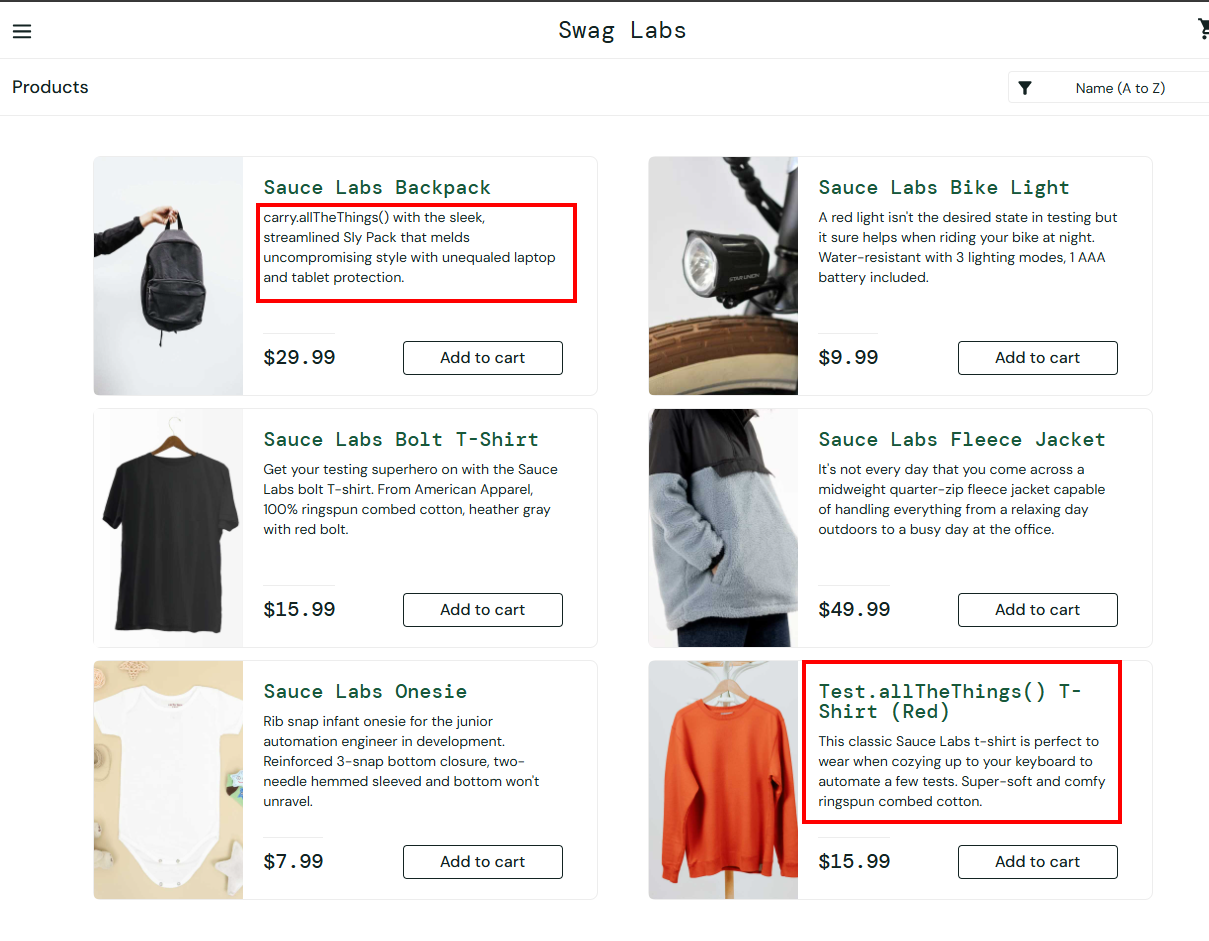 Swag Labs
Products
Name (A to Z)
Sauce Labs Backpack
carry.allTheThings() with the sleek,
streamlined Sly Pack that melds
uncompromising style with unequaled laptop
and tablet protection.
$29.99
Add to cart
Sauce Labs Bike Light
A red light isn't the desired state in testing but
it sure helps when riding your bike at night.
Water-resistant with 3 lighting modes, 1 AAA
battery included.
$9.99
Add to cart
STAR UNION
Sauce Labs Bolt T-Shirt
Get your testing superhero on with the Sauce
Labs bolt T-shirt. From American Apparel,
100% ringspun combed cotton, heather gray
with red bolt.
$15.99
Add to cart
Sauce Labs Fleece Jacket
It's not every day that you come across a
midweight quarter-zip fleece jacket capable
of handling everything from a relaxing day
outdoors to a busy day at the office.
$49.99
Add to cart
Sauce Labs Onesie
Rib snap infant onesie for the junior
automation engineer in development.
Reinforced 3-snap bottom closure, two-
needle hemmed sleeved and bottom won't
unravel.
$7.99
Add to cart
Test.allTheThings() T-
Shirt (Red)
This classic Sauce Labs t-shirt is perfect to
wear when cozying up to your keyboard to
automate a few tests. Super-soft and comfy
ringspun combed cotton.
$15.99
Add to cart